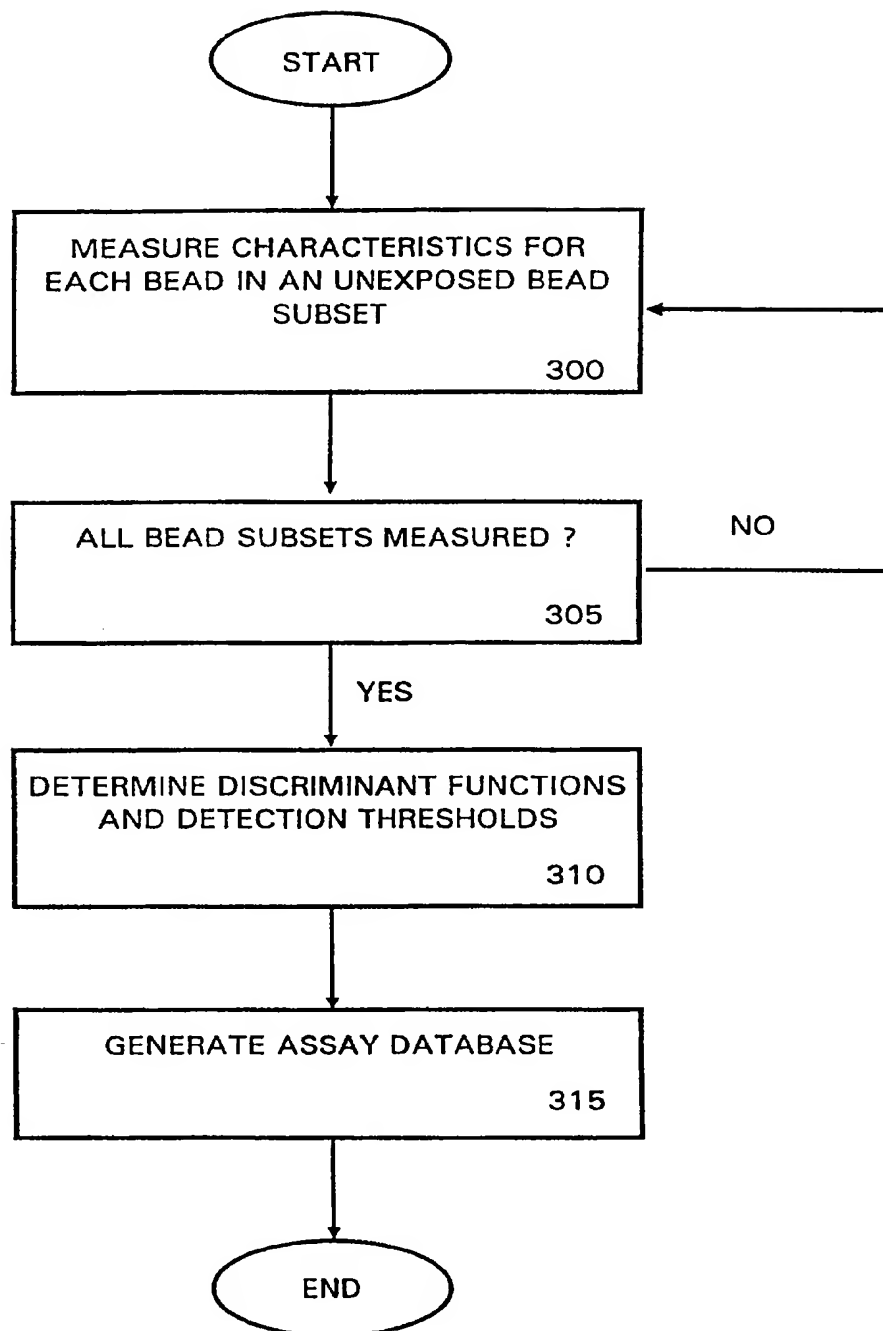 START
MEASURE CHARACTERISTICS FOR
EACH BEAD IN AN UNEXPOSED BEAD
SUBSET
300
ALL BEAD SUBSETS MEASURED ?
NO
305
YES
DETERMINE DISCRIMINANT FUNCTIONS
AND DETECTION THRESHOLDS
310
GENERATE ASSAY DATABASE
315
END